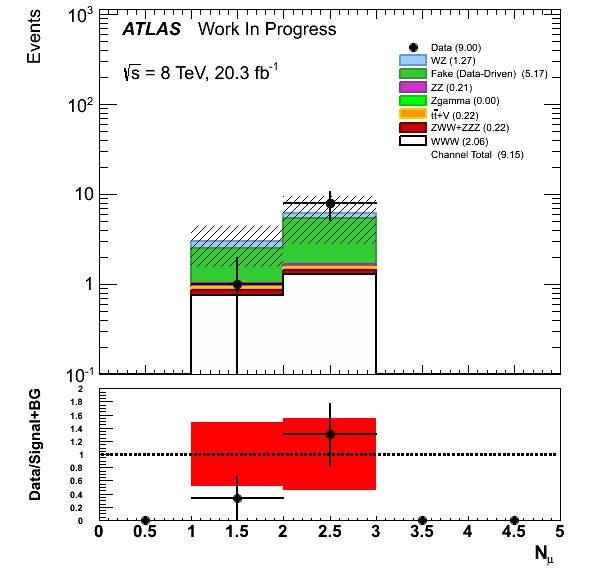 Events
ATLAS Work In Progress
√s = 8 TeV, 20.3 fb⁻¹
Data (9.00)
WZ (1.27)
Fake (Data-Driven) (5.17)
ZZ (0.21)
Zgamma (0.00)
tt̄+V (0.22)
ZWW+ZZZ (0.22)
WWW (2.06)
Channel Total (9.15)
10³
10²
10
1
10⁻¹
Data/Signal+BG
2
1.8
1.6
1.4
1.2
1
0.8
0.6
0.4
0.2
0
0 0.5 1 1.5 2 2.5 3 3.5 4 4.5 5
Nμ